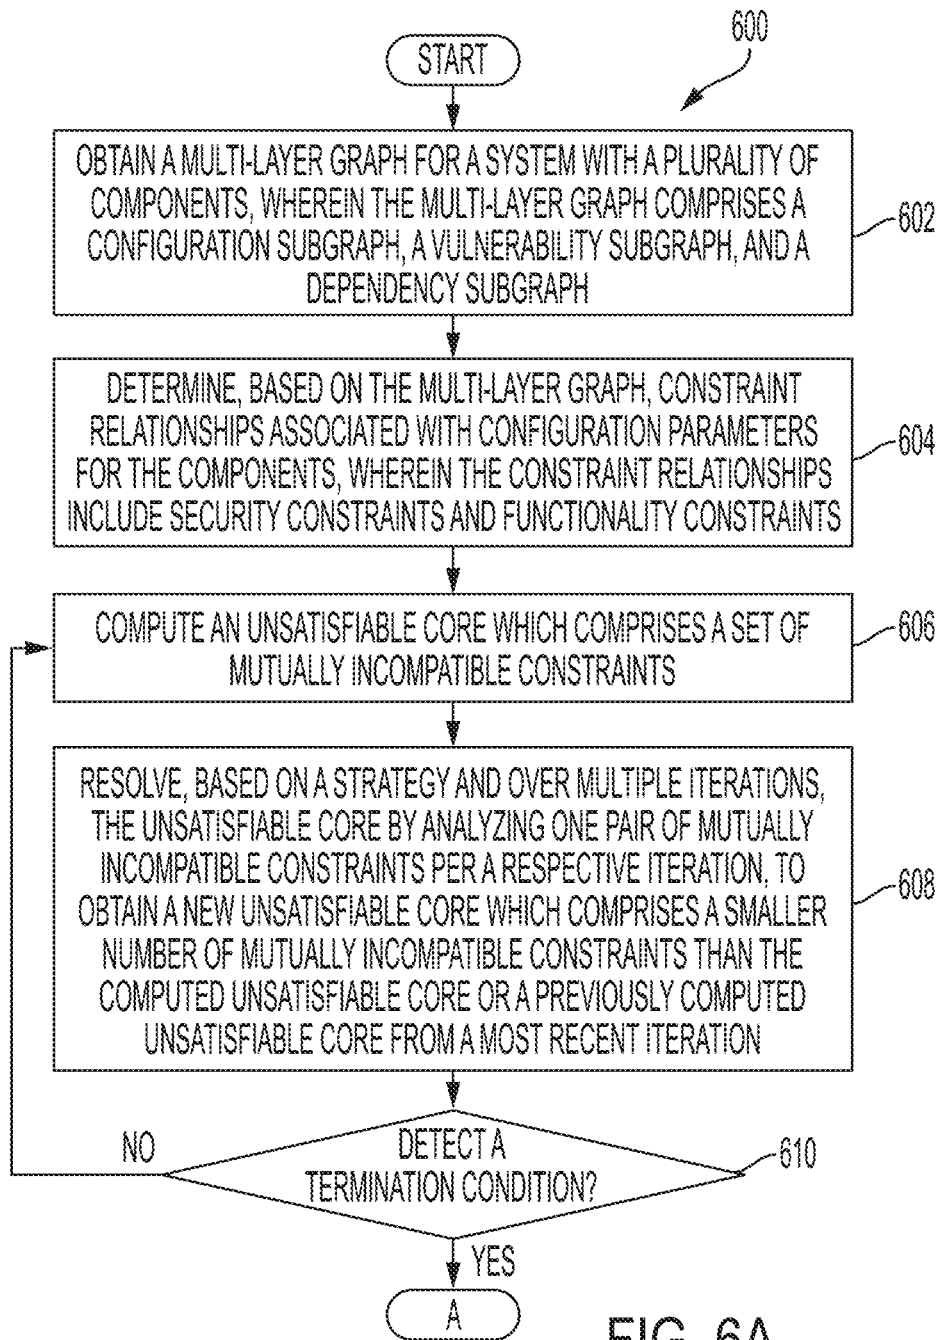 600
START
OBTAIN A MULTI-LAYER GRAPH FOR A SYSTEM WITH A PLURALITY OF
COMPONENTS, WHEREIN THE MULTI-LAYER GRAPH COMPRISES A
CONFIGURATION SUBGRAPH, A VULNERABILITY SUBGRAPH, AND A
DEPENDENCY SUBGRAPH
602
DETERMINE, BASED ON THE MULTI-LAYER GRAPH, CONSTRAINT
RELATIONSHIPS ASSOCIATED WITH CONFIGURATION PARAMETERS
FOR THE COMPONENTS, WHEREIN THE CONSTRAINT RELATIONSHIPS
INCLUDE SECURITY CONSTRAINTS AND FUNCTIONALITY CONSTRAINTS
604
COMPUTE AN UNSATISFIABLE CORE WHICH COMPRISES A SET OF
MUTUALLY INCOMPATIBLE CONSTRAINTS
606
RESOLVE, BASED ON A STRATEGY AND OVER MULTIPLE ITERATIONS,
THE UNSATISFIABLE CORE BY ANALYZING ONE PAIR OF MUTUALLY
INCOMPATIBLE CONSTRAINTS PER A RESPECTIVE ITERATION, TO
OBTAIN A NEW UNSATISFIABLE CORE WHICH COMPRISES A SMALLER
NUMBER OF MUTUALLY INCOMPATIBLE CONSTRAINTS THAN THE
COMPUTED UNSATISFIABLE CORE OR A PREVIOUSLY COMPUTED
UNSATISFIABLE CORE FROM A MOST RECENT ITERATION
608
NO
DETECT A
TERMINATION CONDITION?
610
YES
A
FIG. 6A